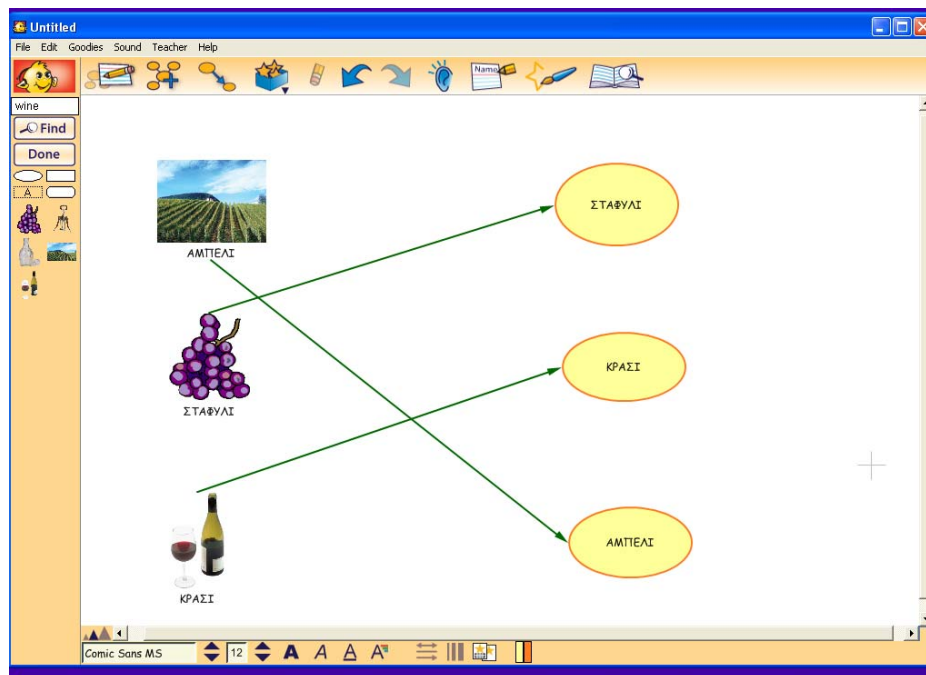 Untitled
File Edit Goodies Sound Teacher Help
Name
wine
Find
Done
A
ΑΜΠΕΛΙ
ΣΤΑΦΥΛΙ
ΣΤΑΦΥΛΙ
ΚΡΑΣΙ
ΑΜΠΕΛΙ
ΚΡΑΣΙ
Comic Sans MS 12 A A A A